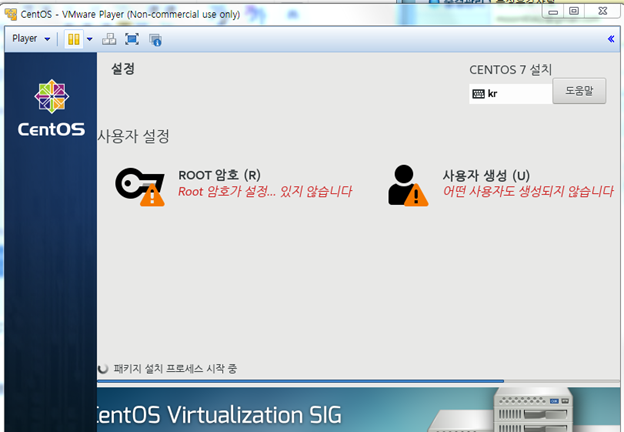 CentOS - VMware Player (Non-commercial use only)
Player
설정
CENTOS 7 설치
kr
도움말
CentOS
사용자 설정
ROOT 암호 (R)
Root 암호가 설정... 있지 않습니다
사용자 생성 (U)
어떤 사용자도 생성되지 않습니다
패키지 설치 프로세스 시작 중
entOS Virtualization SIG